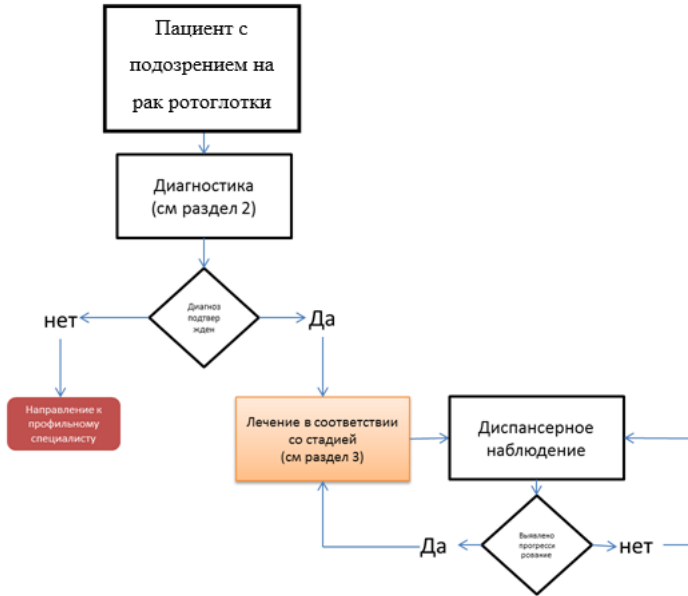 Пациент с
подозрением на
рак ротоглотки
Диагностика
(см раздел 2)
Диагноз
подтвер
жден
нет
Да
Направление к
профильному
специалисту
Лечение в соответствии
со стадией
(см раздел 3)
Диспансерное
наблюдение
Выявлено
прогресси
рование
Да
нет